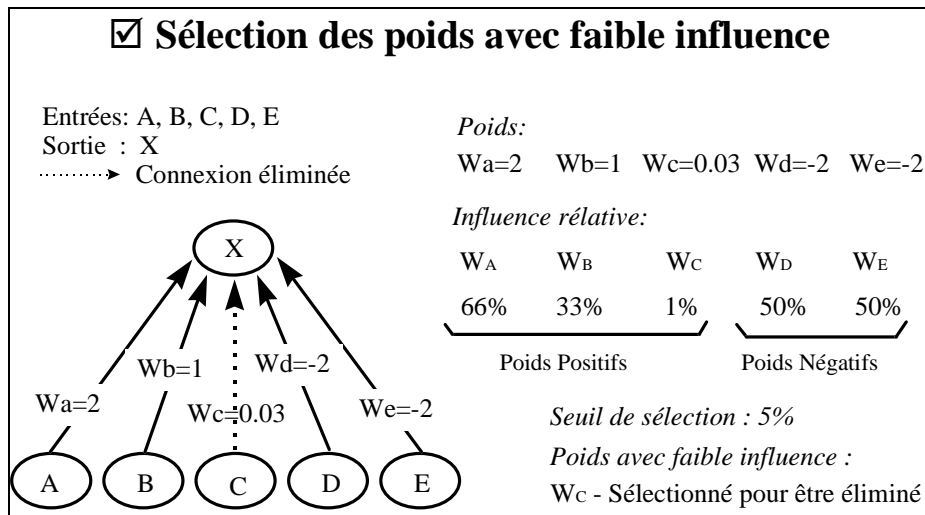 ☑ Sélection des poids avec faible influence
Entrées: A, B, C, D, E
Sortie : X
Connexion éliminée
Poids:
Wa=2 Wb=1 Wc=0.03 Wd=-2 We=-2
Influence rélative:
WA WB WC WD WE
66% 33% 1% 50% 50%
Poids Positifs Poids Négatifs
Seuil de sélection : 5%
Poids avec faible influence :
WC - Sélectionné pour être éliminé
X
Wb=1 Wd=-2
Wa=2 Wc=0.03 We=-2
A B C D E